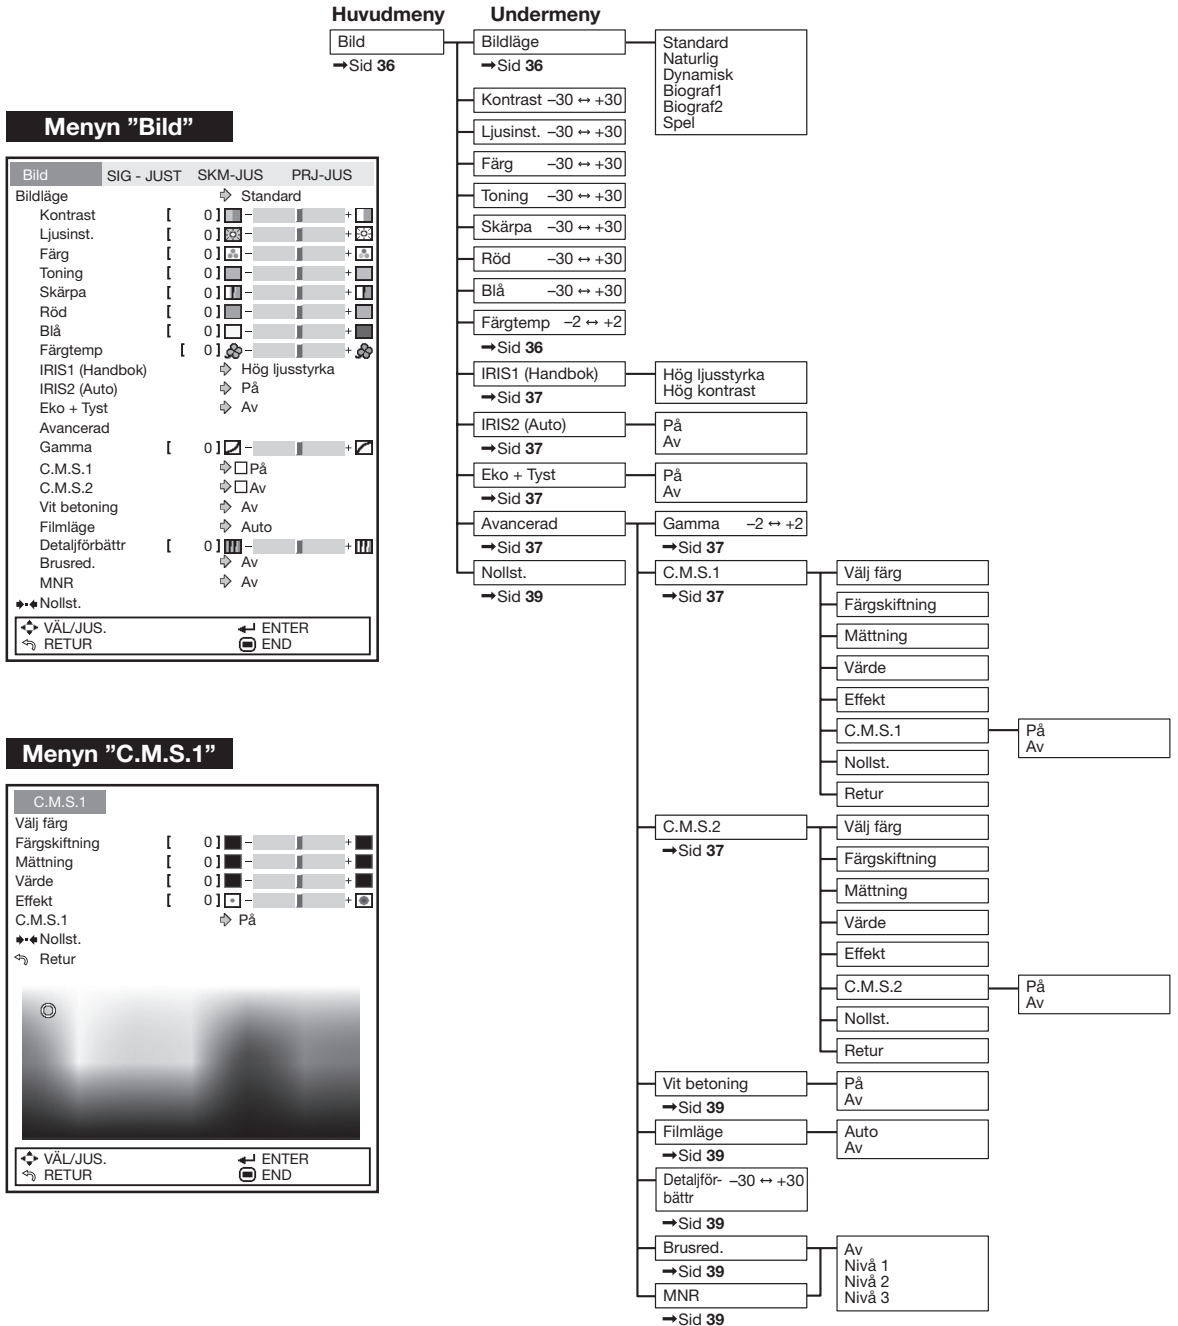 Huvudmeny Undermeny
Bild
➞Sid 36
Bildläge
➞Sid 36
Standard
Naturlig
Dynamisk
Biograf1
Biograf2
Spel
Kontrast –30 ↔ +30
Ljusinst. –30 ↔ +30
Färg –30 ↔ +30
Toning –30 ↔ +30
Skärpa –30 ↔ +30
Röd –30 ↔ +30
Blå –30 ↔ +30
Färgtemp –2 ↔ +2
➞Sid 36
IRIS1 (Handbok)
➞Sid 37
Hög ljusstyrka
Hög kontrast
IRIS2 (Auto)
➞Sid 37
På
Av
Eko + Tyst
➞Sid 37
På
Av
Avancerad
➞Sid 37
Nollst.
➞Sid 39
Gamma –2 ↔ +2
➞Sid 37
C.M.S.1
➞Sid 37
Välj färg
Färgskiftning
Mättning
Värde
Effekt
C.M.S.1
På
Av
Nollst.
Retur
C.M.S.2
➞Sid 37
Välj färg
Färgskiftning
Mättning
Värde
Effekt
C.M.S.2
På
Av
Nollst.
Retur
Vit betoning
➞Sid 39
På
Av
Filmläge
➞Sid 39
Auto
Av
Detaljför- –30 ↔ +30
bättr
➞Sid 39
Brusred.
➞Sid 39
MNR
➞Sid 39
Av
Nivå 1
Nivå 2
Nivå 3
Menyn ”Bild”
Bild SIG - JUST SKM-JUS PRJ-JUS
Bildläge Standard
Kontrast [ 0 ] – +
Ljusinst. [ 0 ] – +
Färg [ 0 ] – +
Toning [ 0 ] – +
Skärpa [ 0 ] – +
Röd [ 0 ] – +
Blå [ 0 ] – +
Färgtemp [ 0 ] – +
IRIS1 (Handbok) Hög ljusstyrka
IRIS2 (Auto) På
Eko + Tyst Av
Avancerad
Gamma [ 0 ] – +
C.M.S.1 På
C.M.S.2 Av
Vit betoning Av
Filmläge Auto
Detaljförbättr [ 0 ] – +
Brusred. Av
MNR Av
Nollst.
VÄL/JUS. ENTER
RETUR END
Menyn ”C.M.S.1”
C.M.S.1
Välj färg
Färgskiftning [ 0 ] – +
Mättning [ 0 ] – +
Värde [ 0 ] – +
Effekt [ 0 ] – +
C.M.S.1 På
Nollst.
Retur
VÄL/JUS. ENTER
RETUR END